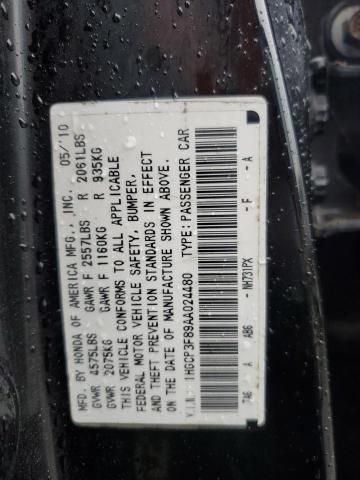 MFD. BY HONDA OF AMERICA MFG., INC. 05/'10
GVWR 4575LBS GAWR F 2557LBS R 2061LBS
GVWR 2075KG GAWR F 1160KG R 935KG
THIS VEHICLE CONFORMS TO ALL APPLICABLE
FEDERAL MOTOR VEHICLE SAFETY, BUMPER,
AND THEFT PREVENTION STANDARDS IN EFFECT
ON THE DATE OF MANUFACTURE SHOWN ABOVE.
V.I.N.: 1HGCP3F89AA024480 TYPE: PASSENGER CAR
TA6 - A AB6 - NH731PX - F - A